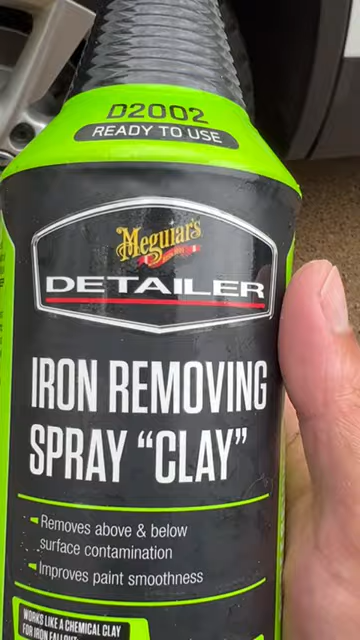 D2002
READY TO USE
Meguiar's
DETAILER
IRON REMOVING
SPRAY “CLAY”
Removes above & below
surface contamination
Improves paint smoothness
WORKS LIKE A CHEMICAL CLAY
FOR IRON FALLOUT